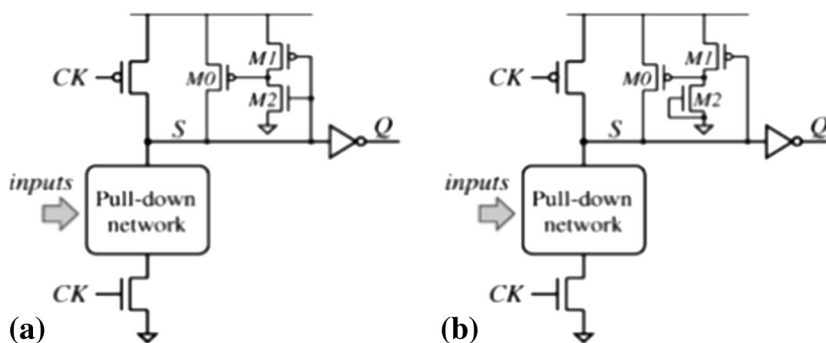 CK
M0
M1
M2
S
Q
inputs
Pull-down
network
CK
(a)
CK
M0
M1
M2
S
Q
inputs
Pull-down
network
CK
(b)